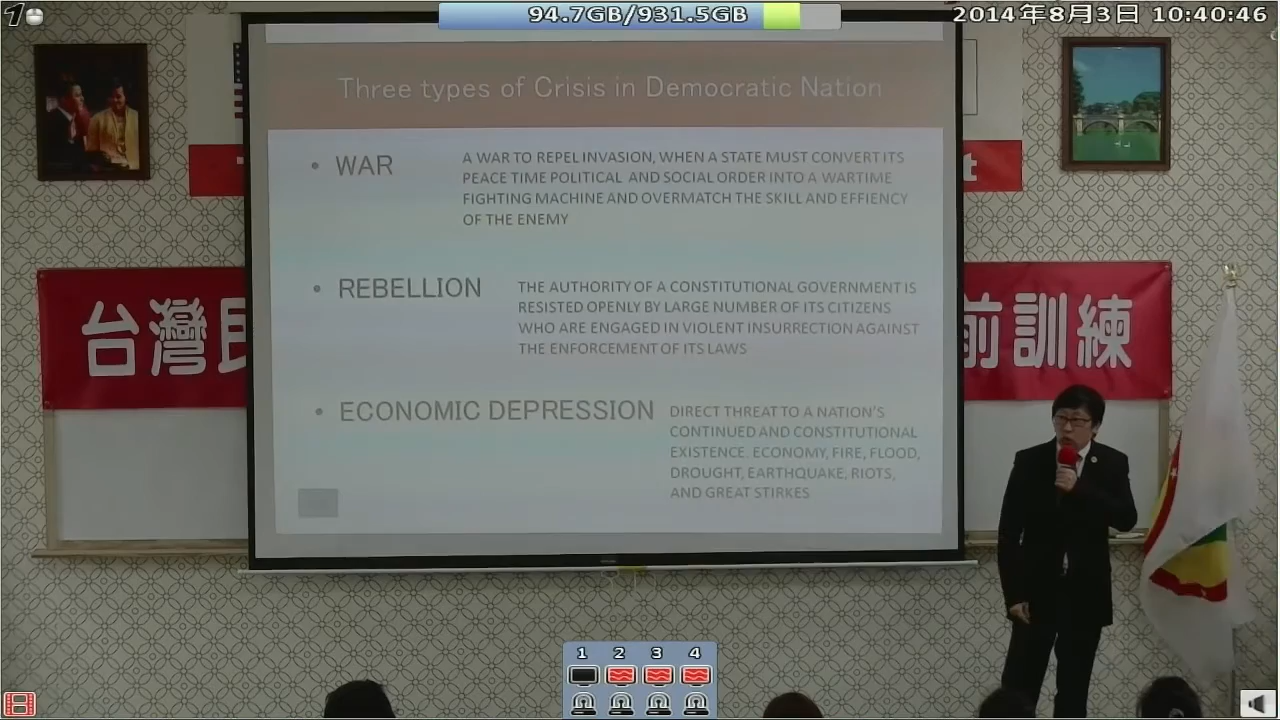 1
94.7GB/931.5GB
2014年8月3日 10:40:46
Three types of Crisis in Democratic Nation
t
• WAR
A WAR TO REPEL INVASION, WHEN A STATE MUST CONVERT ITS
PEACE TIME POLITICAL AND SOCIAL ORDER INTO A WARTIME
FIGHTING MACHINE AND OVERMATCH THE SKILL AND EFFIENCY
OF THE ENEMY
• REBELLION
THE AUTHORITY OF A CONSTITUTIONAL GOVERNMENT IS
RESISTED OPENLY BY LARGE NUMBER OF ITS CITIZENS
WHO ARE ENGAGED IN VIOLENT INSURRECTION AGAINST
THE ENFORCEMENT OF ITS LAWS
台灣民
前訓練
• ECONOMIC DEPRESSION
DIRECT THREAT TO A NATION'S
CONTINUED AND CONSTITUTIONAL
EXISTENCE. ECONOMY, FIRE, FLOOD,
DROUGHT, EARTHQUAKE, RIOTS,
AND GREAT STIRKES
1 2 3 4